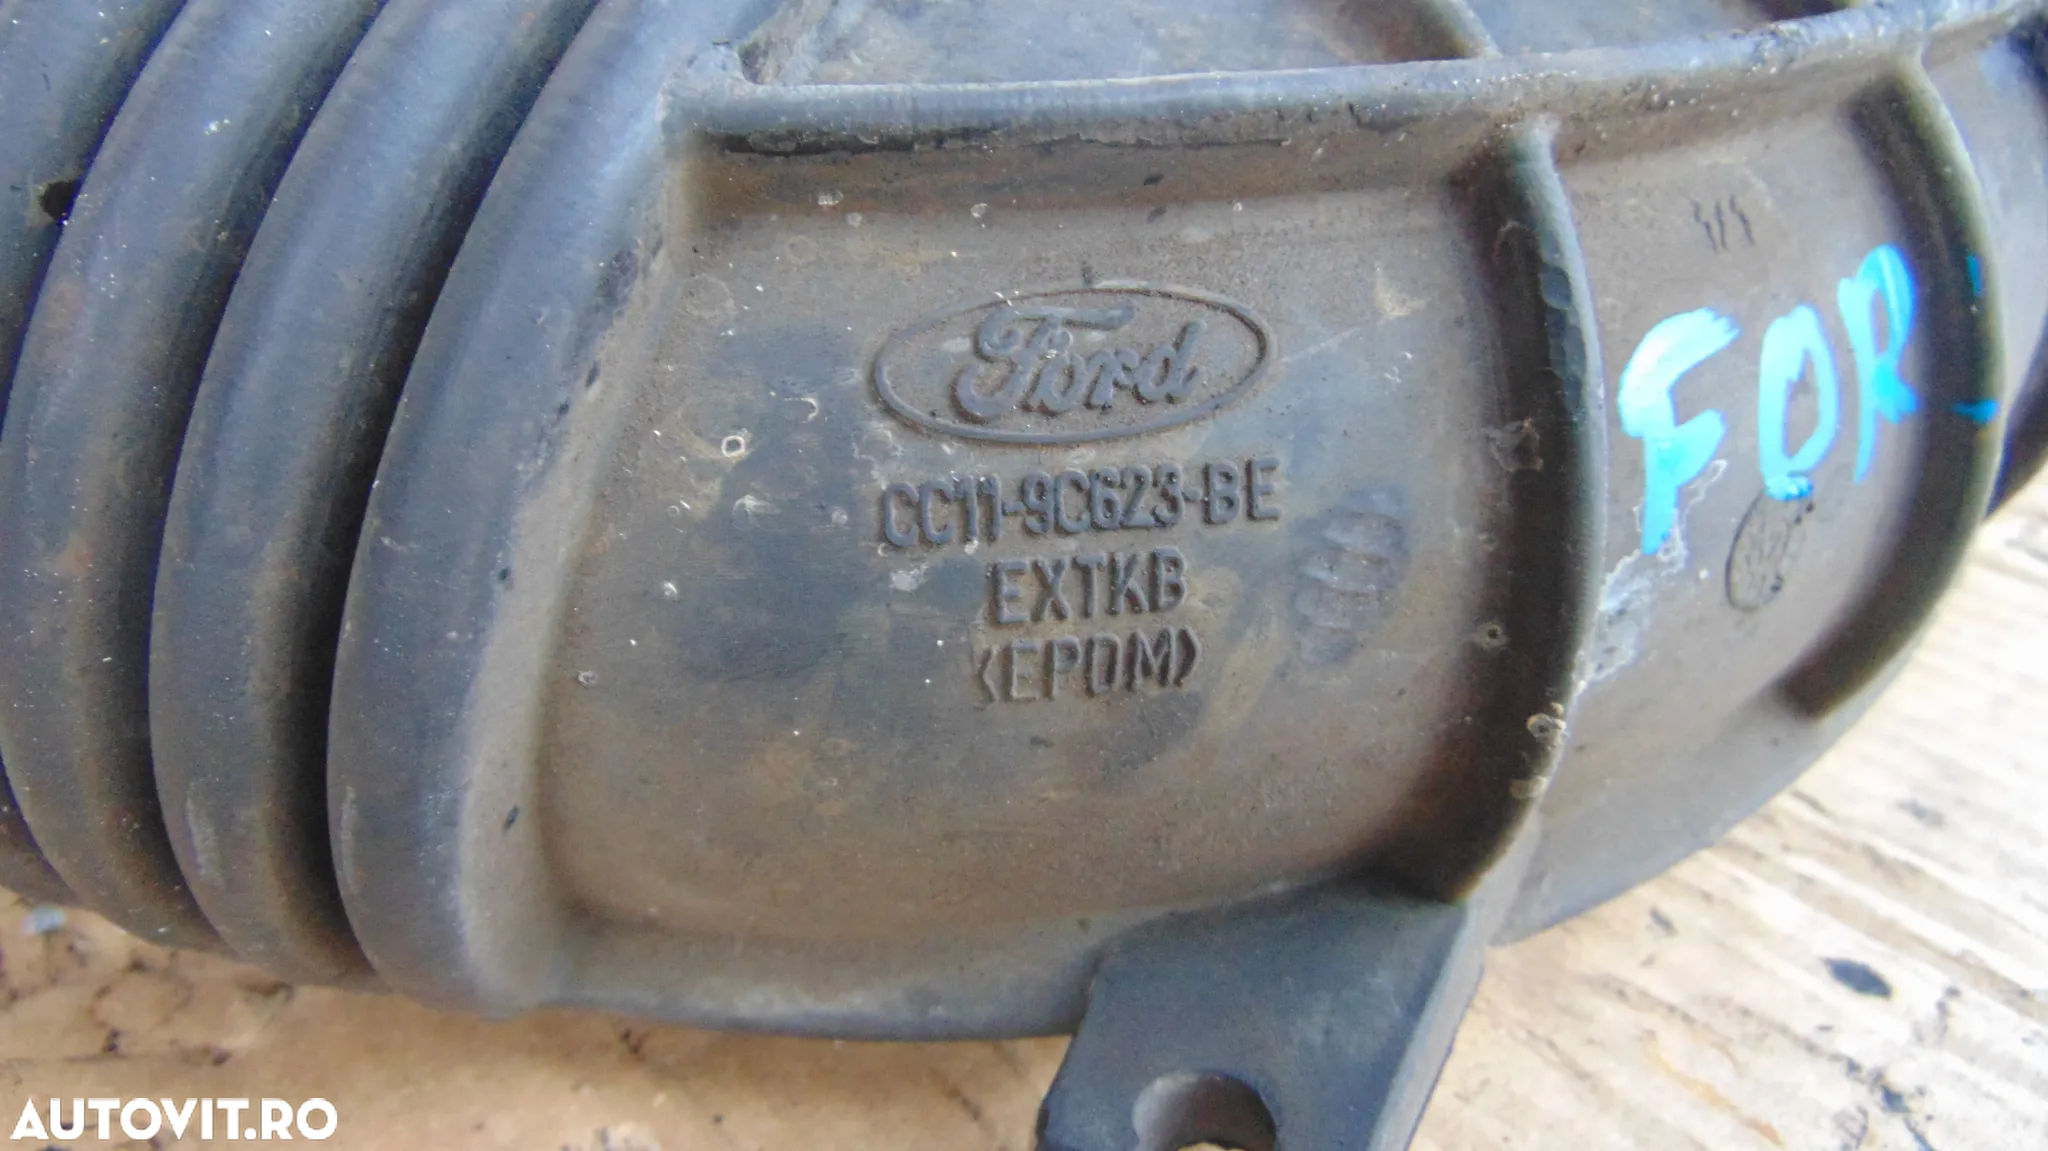 Ford
CC11-9C623-BE
EXTKB
<EPDM>
FOR
AUTOVIT.RO